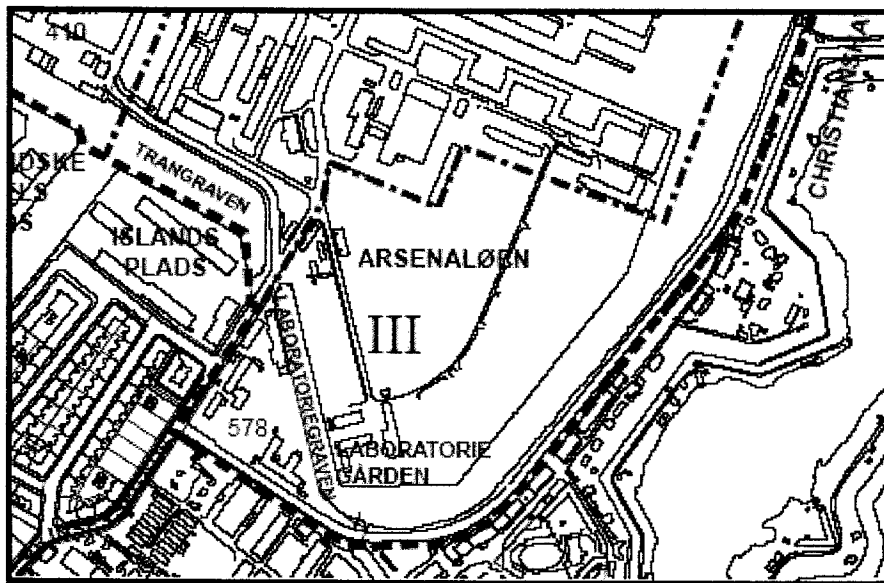 410
CHRISTIANSHA
TRANGRAVEN
ISLANDS
PLADS
ARSENALØEN
III
LABORATORIEGRAVEN
578
LABORATORIE
GÅRDEN